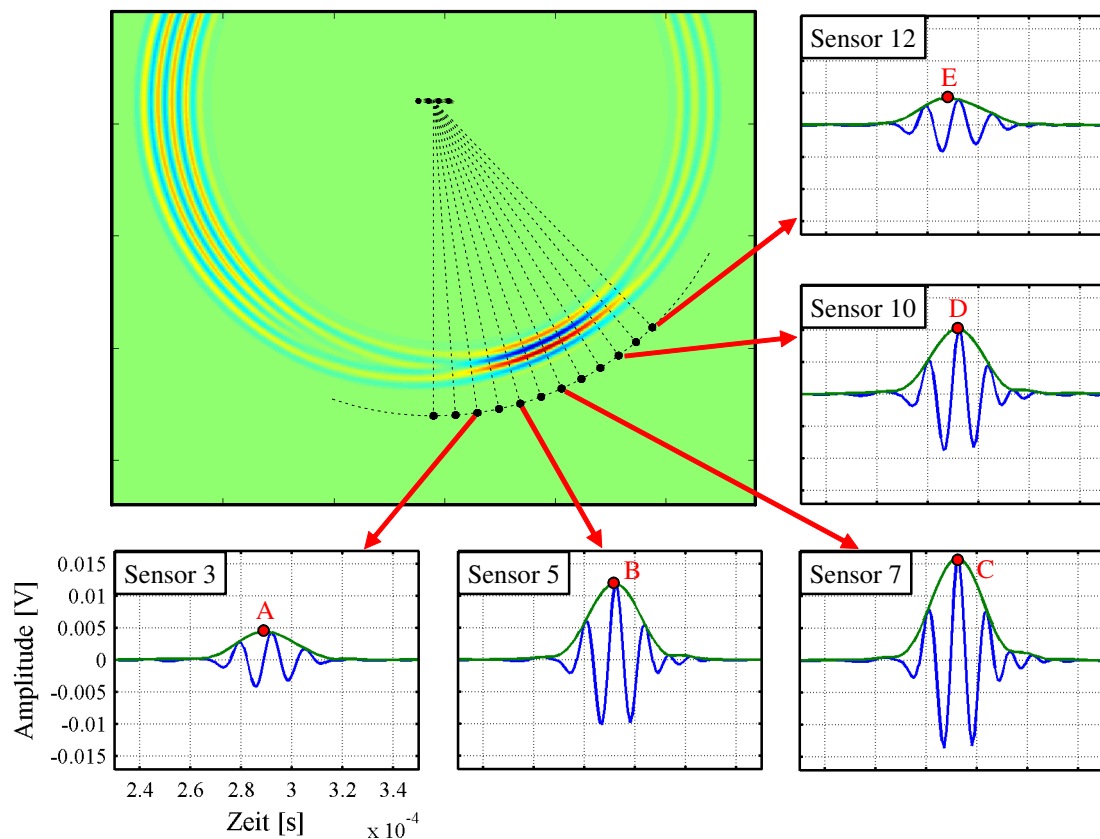 Sensor 12
E
Sensor 10
D
Sensor 3
A
Sensor 5
B
Sensor 7
C
Amplitude [V]
0.015
0.01
0.005
0
-0.005
-0.01
-0.015
2.4 2.6 2.8 3 3.2 3.4
Zeit [s]
x 10⁻⁴